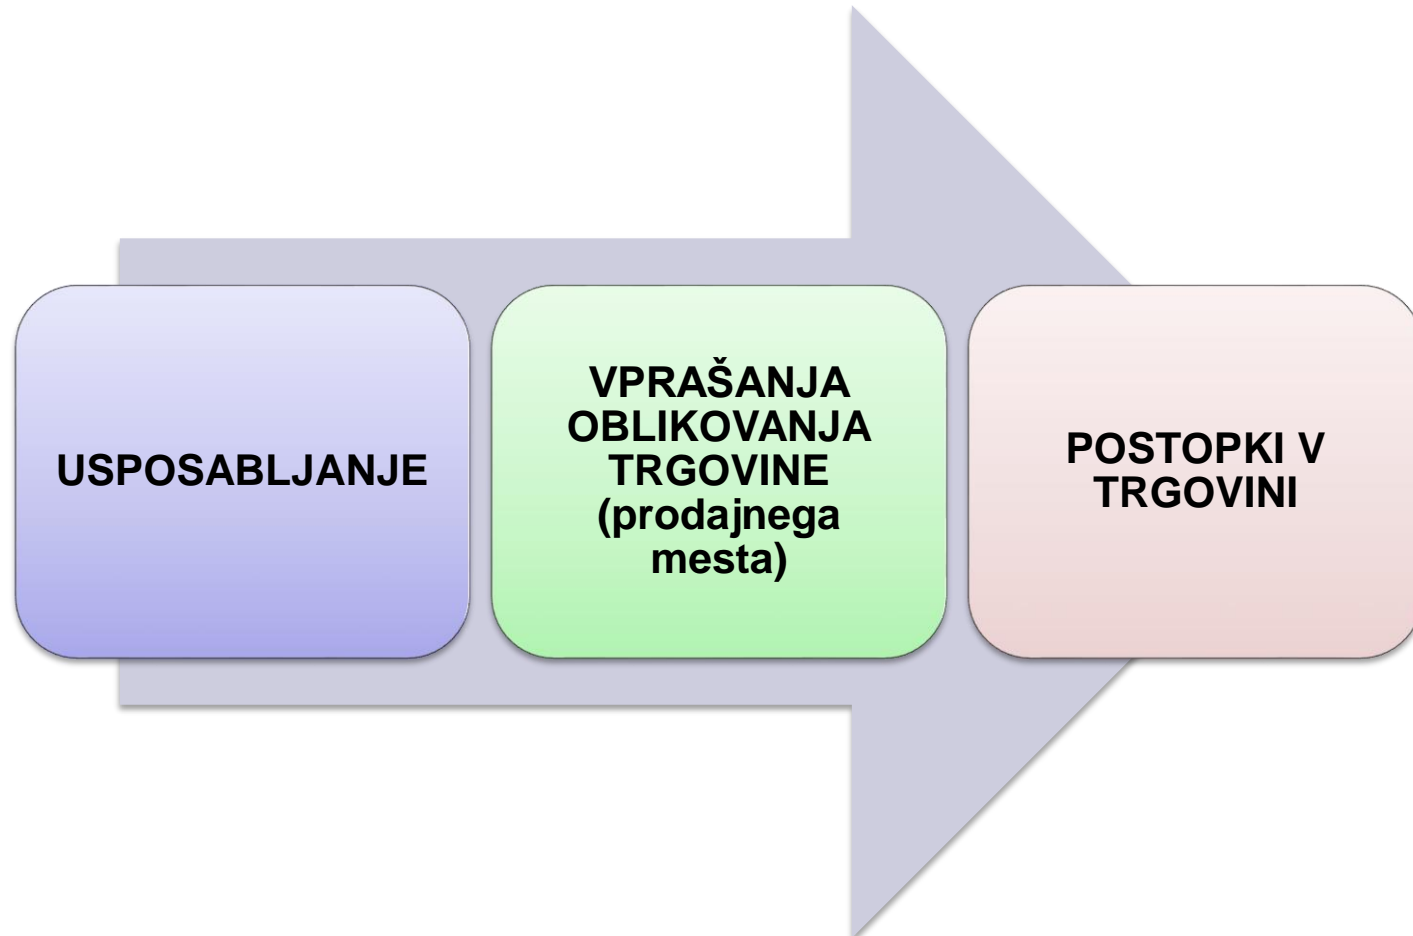 USPOSABLJANJE
VPRAŠANJA
OBLIKOVANJA
TRGOVINE
(prodajnega
mesta)
POSTOPKI V
TRGOVINI